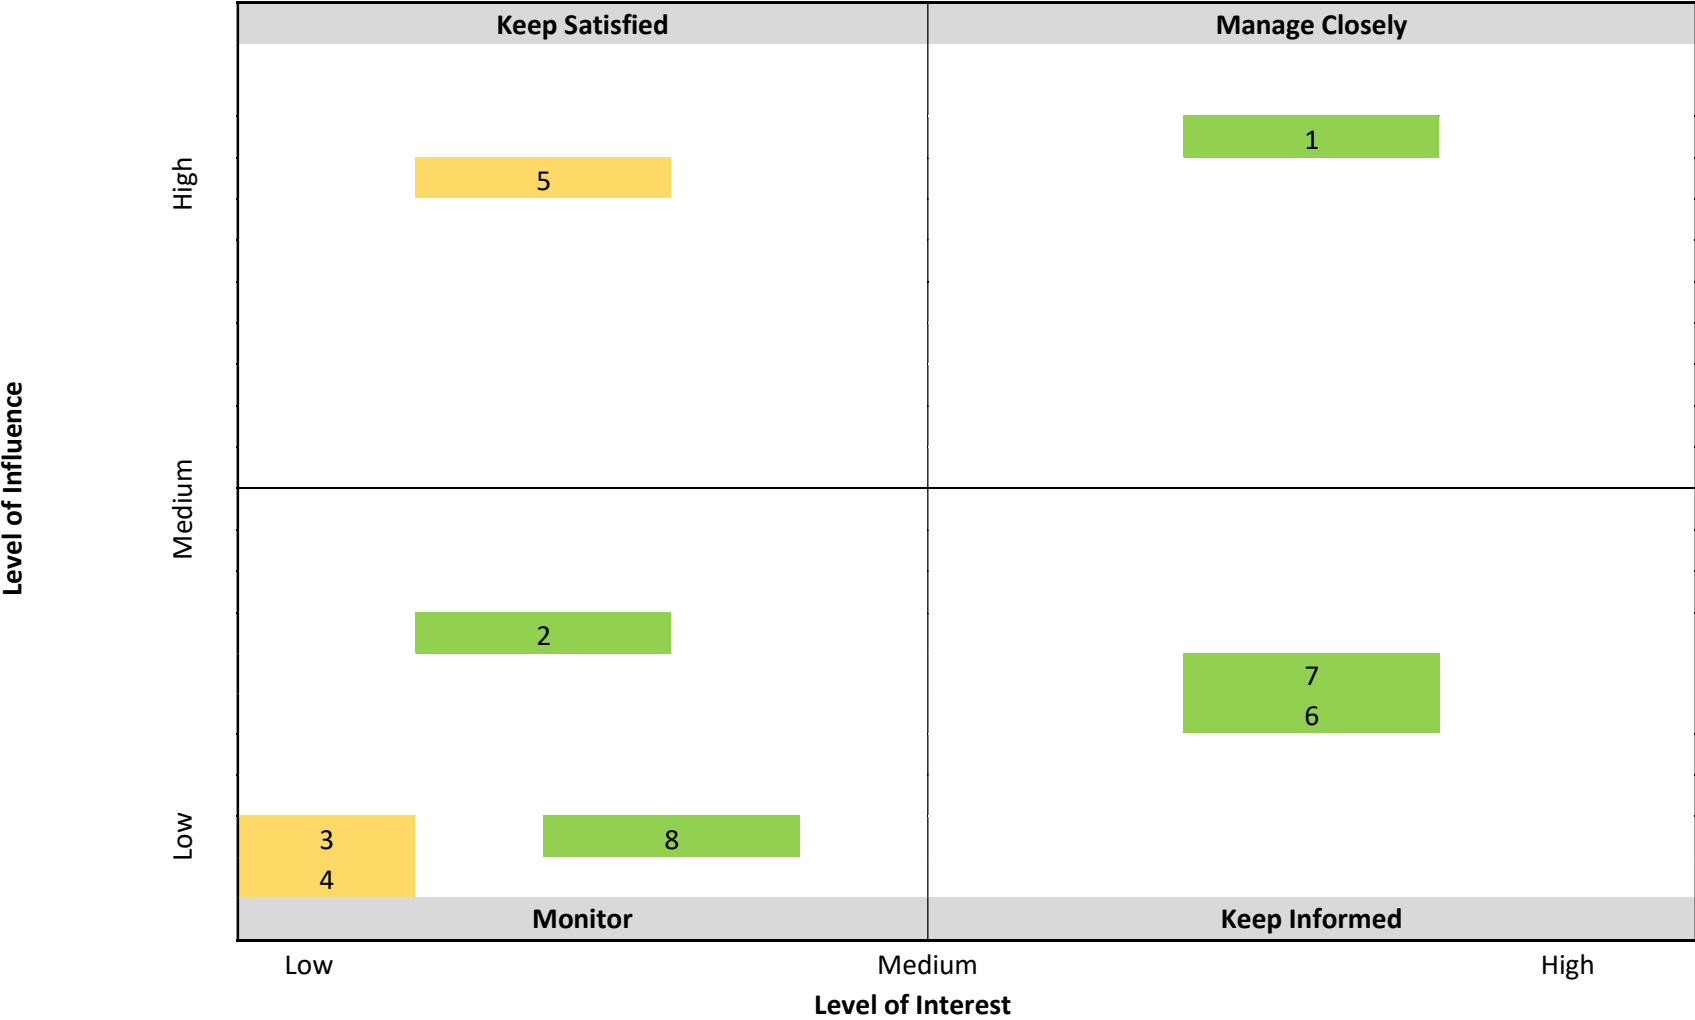 Keep Satisfied
Manage Closely
1
High
5
Level of Influence
Medium
2
7
6
Low
3
8
4
Monitor
Keep Informed
Low
Medium
High
Level of Interest